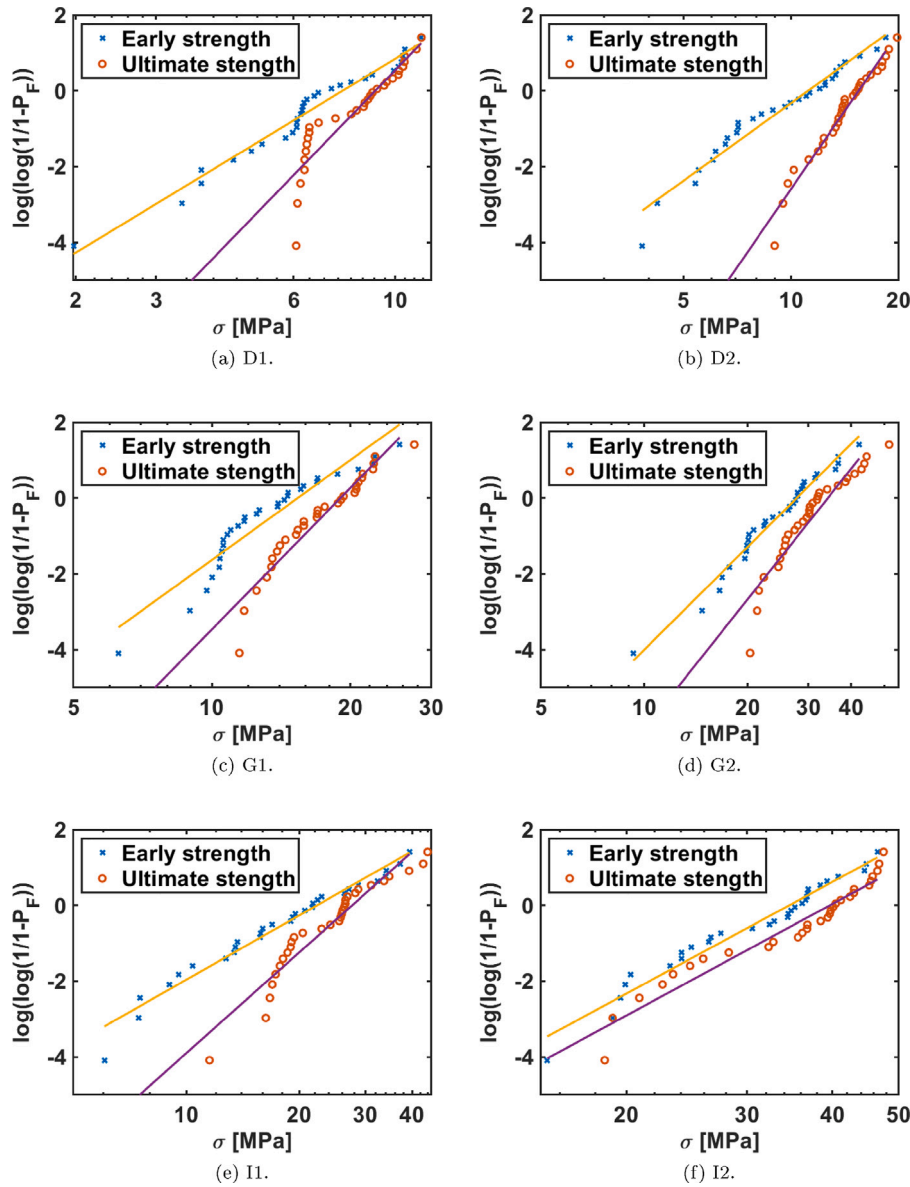 2
0
-2
-4
log(log(1/1-P_F))
Early strength
Ultimate stength
2
3
6
10
σ [MPa]
(a) D1.
2
0
-2
-4
log(log(1/1-P_F))
Early strength
Ultimate stength
5
10
20
σ [MPa]
(b) D2.
2
0
-2
-4
log(log(1/1-P_F))
Early strength
Ultimate stength
5
10
20
30
σ [MPa]
(c) G1.
2
0
-2
-4
log(log(1/1-P_F))
Early strength
Ultimate stength
5
10
20
30
40
σ [MPa]
(d) G2.
2
0
-2
-4
log(log(1/1-P_F))
Early strength
Ultimate stength
10
20
30
40
σ [MPa]
(e) I1.
2
0
-2
-4
log(log(1/1-P_F))
Early strength
Ultimate stength
20
30
40
50
σ [MPa]
(f) I2.